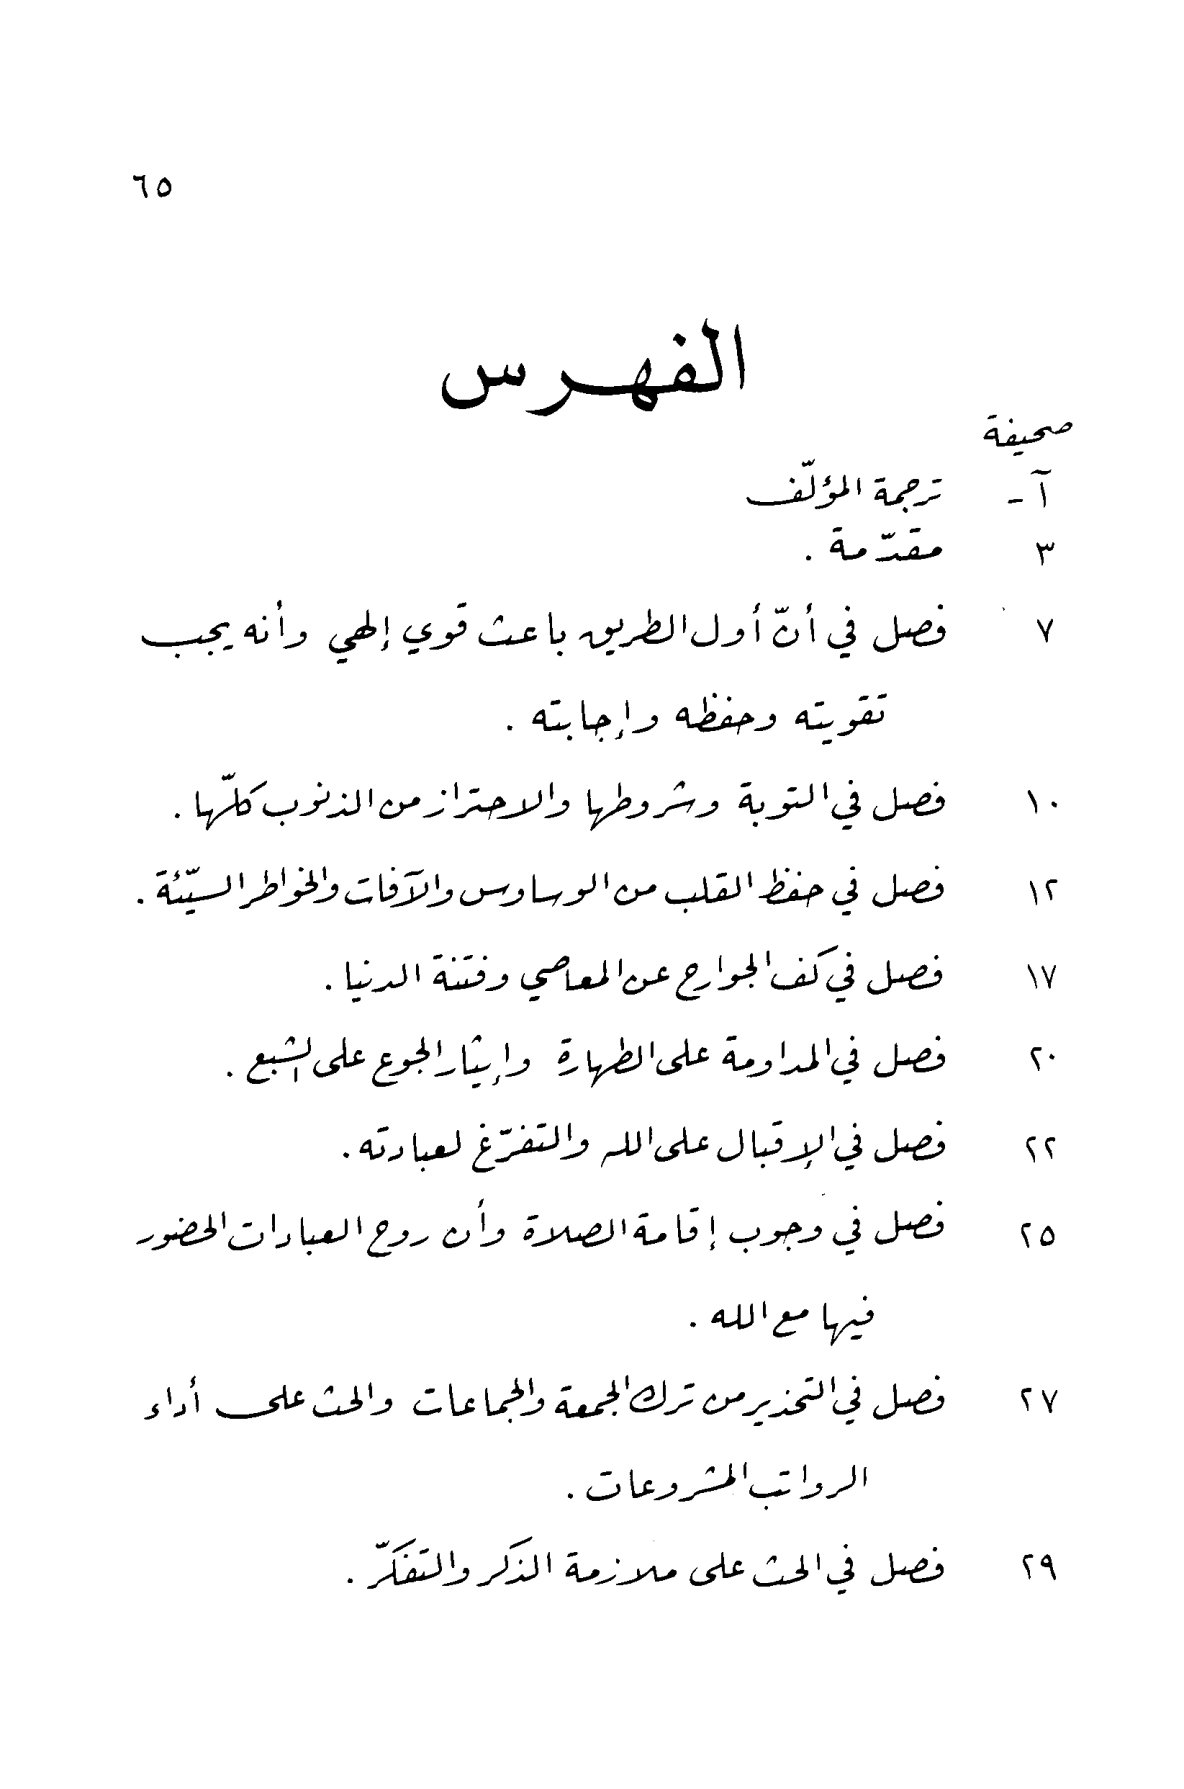 ٦٥
الفهرس
صحيفة
آ - ترجمة المؤلّف
٣ مقدّمة .
٧ فصل في أنّ أول الطريق باعث قوي إلهي وأنه يجب
تقويته وحفظه وإجابته .
١٠ فصل في التوبة وشروطها والاحتراز من الذنوب كلّها .
١٢ فصل في حفظ القلب من الوساوس والآفات والخواطر السيّئة .
١٧ فصل في كف الجوارح عن المعاصي وفتنة الدنيا .
٢٠ فصل في المداومة على الطهارة وإيثار الجوع على الشبع .
٢٢ فصل في الإقبال على الله والتفرّغ لعبادته .
٢٥ فصل في وجوب إقامة الصلاة وأن روح العبادات الحضور
فيها مع الله .
٢٧ فصل في التحذير من ترك الجمعة والجماعات والحث على أداء
الرواتب المشروعات .
٢٩ فصل في الحث على ملازمة الذكر والتفكّر .